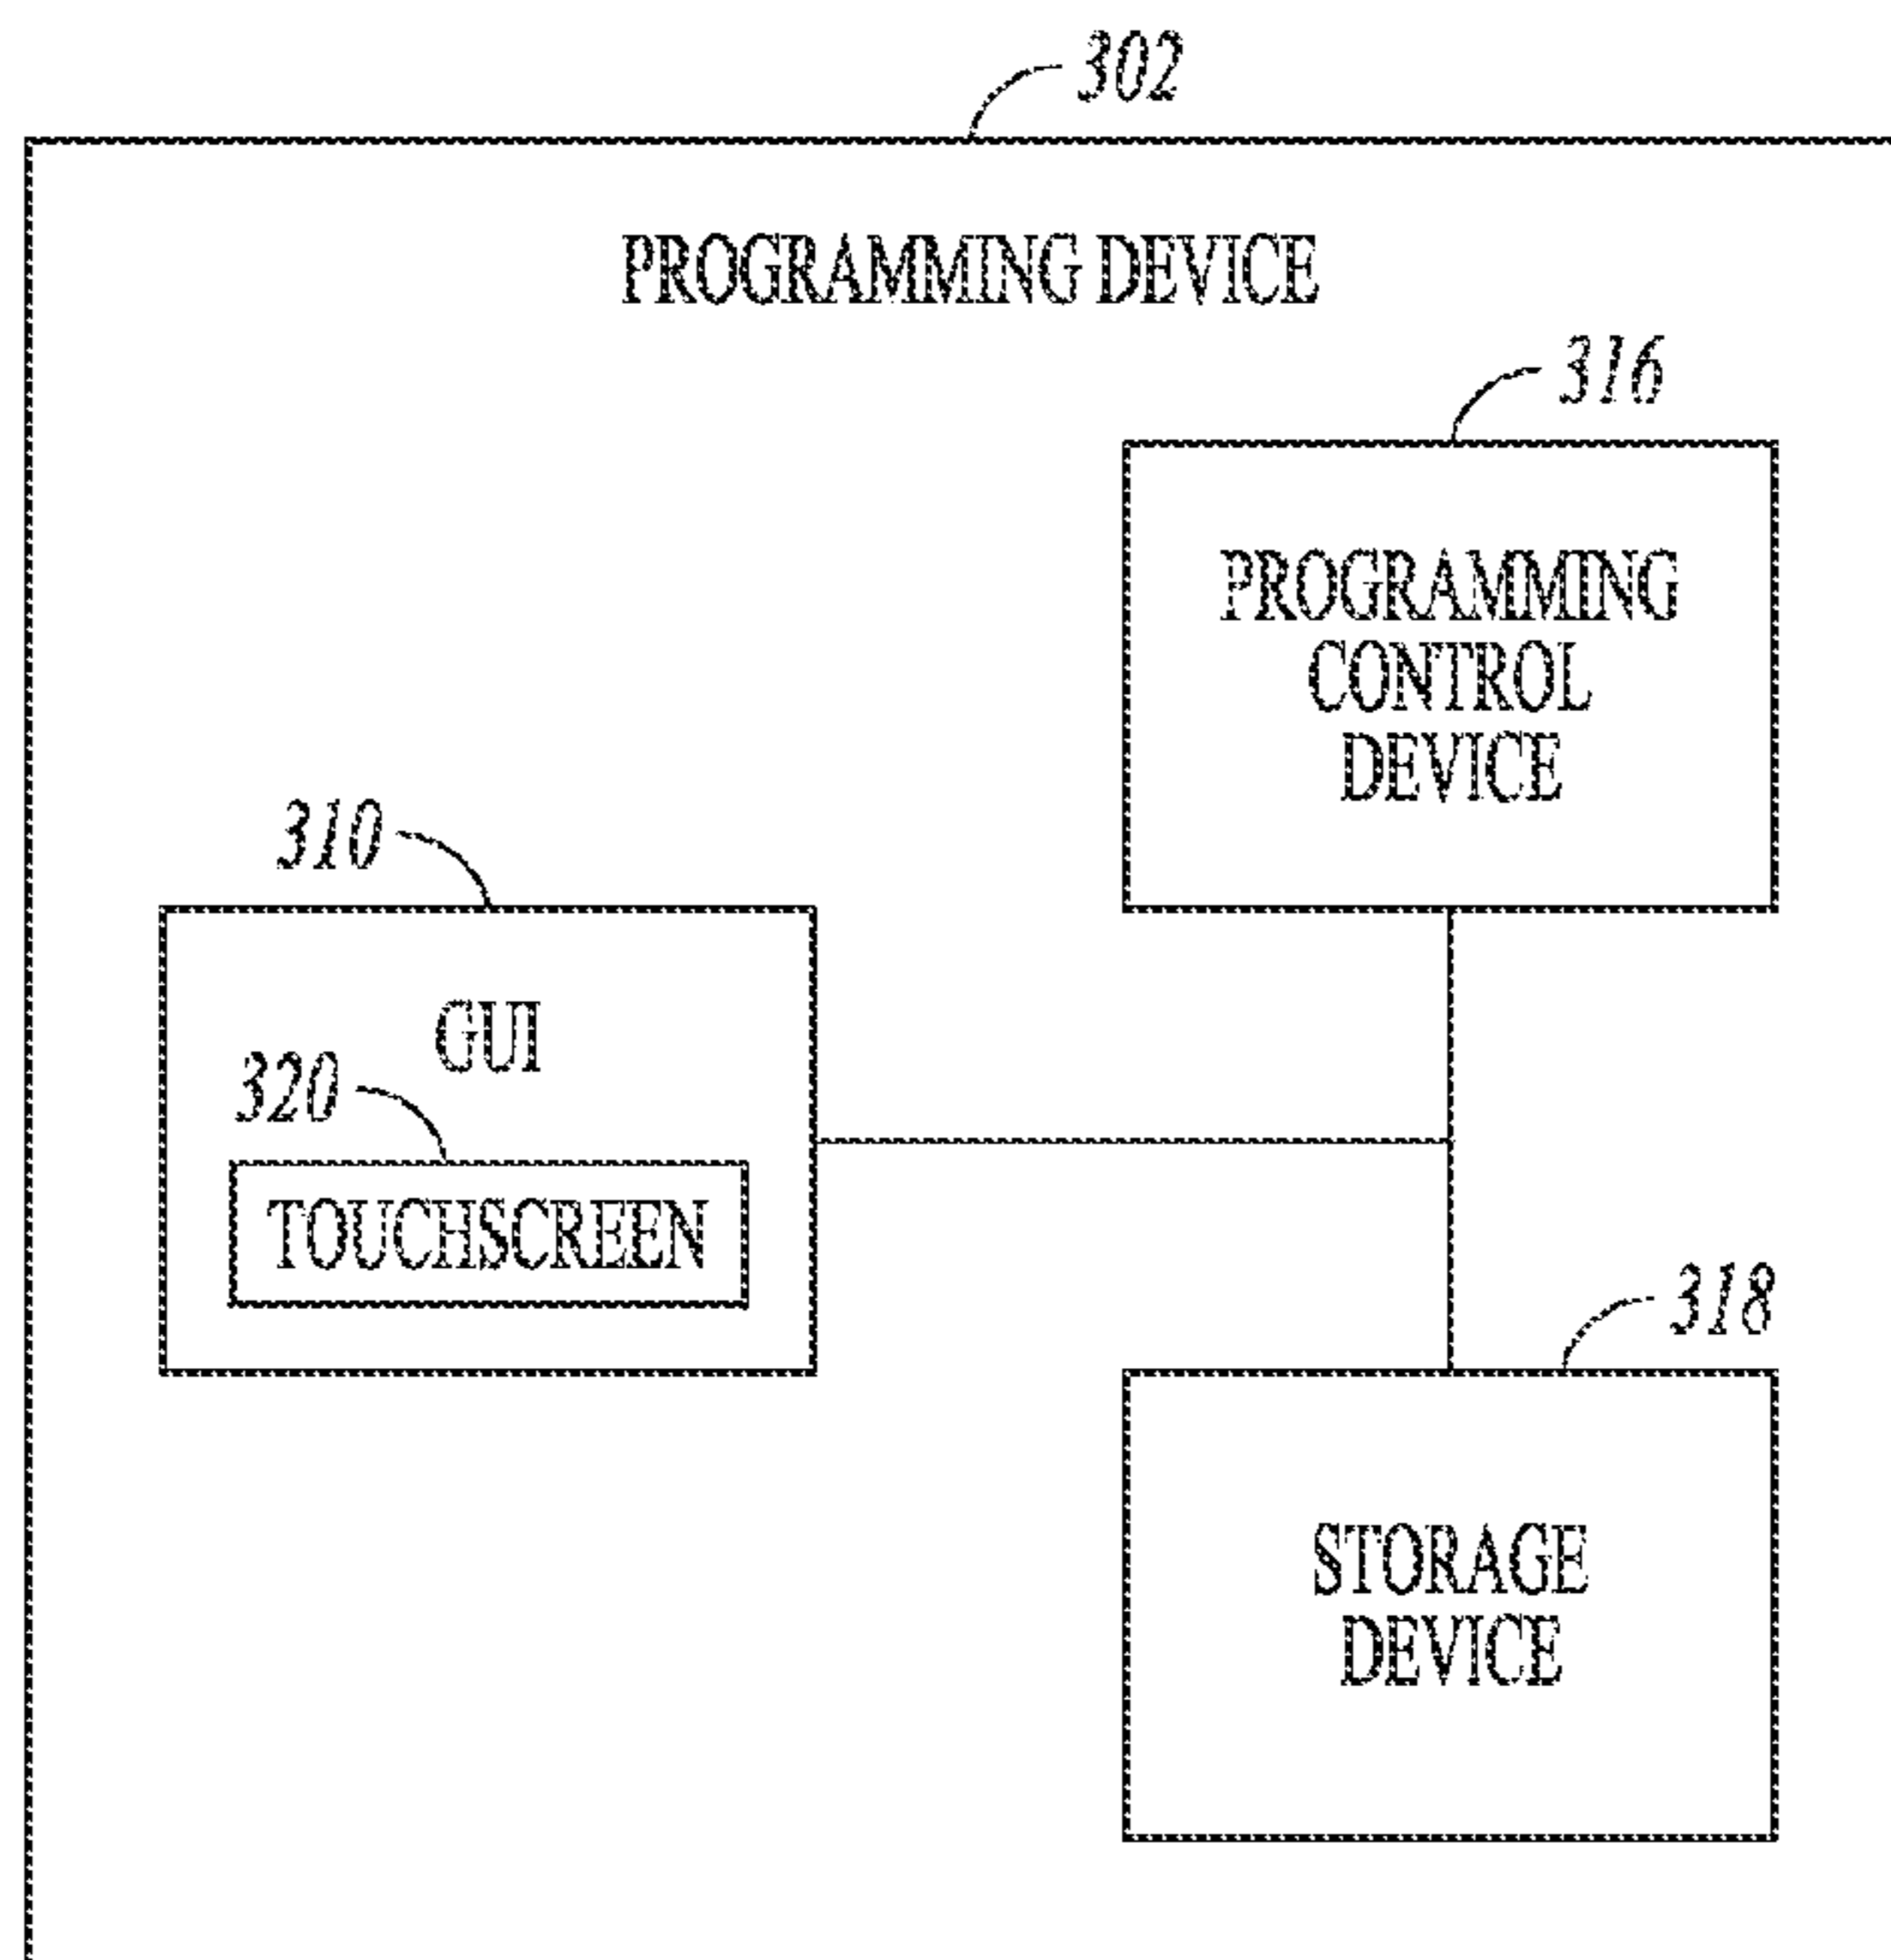 302
PROGRAMMING DEVICE
316
PROGRAMMING
CONTROL
DEVICE
310
GUI
320
TOUCHSCREEN
318
STORAGE
DEVICE